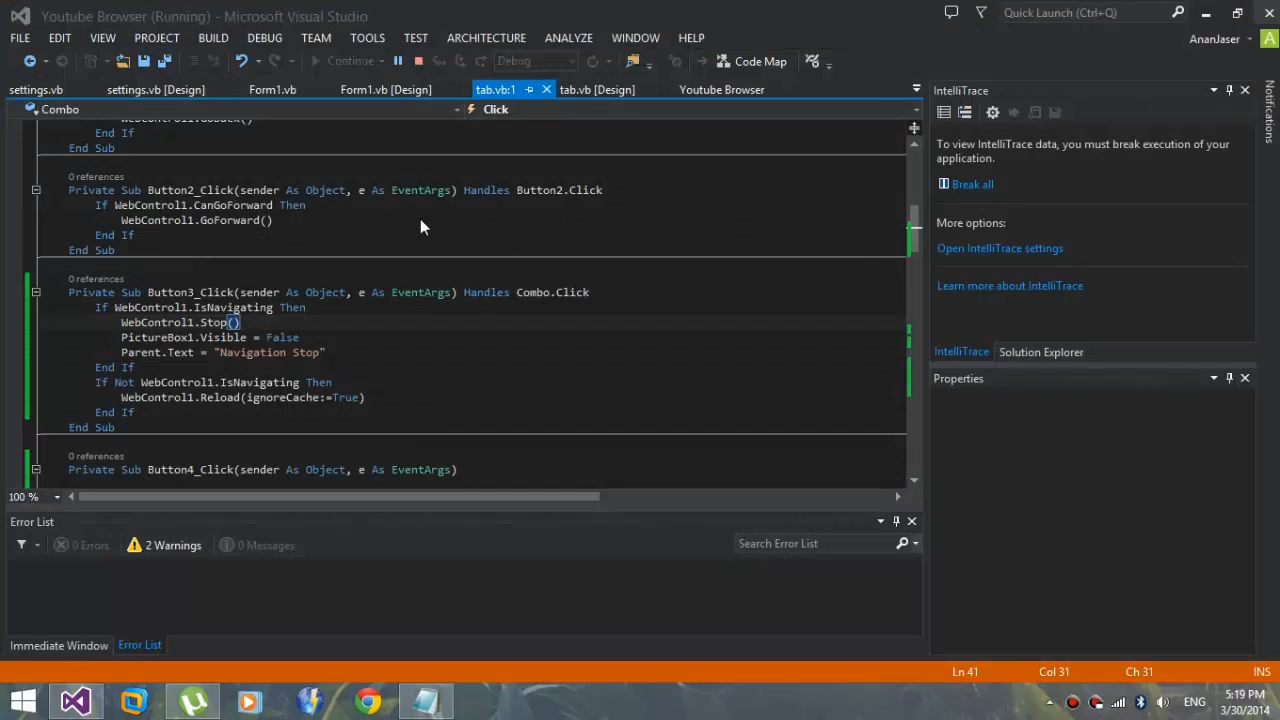 Youtube Browser (Running) - Microsoft Visual Studio
Quick Launch (Ctrl+Q)
FILE EDIT VIEW PROJECT BUILD DEBUG TEAM TOOLS TEST ARCHITECTURE ANALYZE WINDOW HELP
AnanJaser A
Continue Debug Code Map
settings.vb settings.vb [Design] Form1.vb Form1.vb [Design] tab.vb:1 tab.vb [Design] Youtube Browser
Combo Click
WebControl1.GoBack()
End If
End Sub
0 references
Private Sub Button2_Click(sender As Object, e As EventArgs) Handles Button2.Click
If WebControl1.CanGoForward Then
WebControl1.GoForward()
End If
End Sub
0 references
Private Sub Button3_Click(sender As Object, e As EventArgs) Handles Combo.Click
If WebControl1.IsNavigating Then
WebControl1.Stop()
PictureBox1.Visible = False
Parent.Text = "Navigation Stop"
End If
If Not WebControl1.IsNavigating Then
WebControl1.Reload(ignoreCache:=True)
End If
End Sub
0 references
Private Sub Button4_Click(sender As Object, e As EventArgs)
100 %
Error List
0 Errors 2 Warnings 0 Messages
Search Error List
Immediate Window Error List
IntelliTrace
To view IntelliTrace data, you must break execution of your
application.
Break all
More options:
Open IntelliTrace settings
Learn more about IntelliTrace
IntelliTrace Solution Explorer
Properties
Notifications
Ln 41 Col 31 Ch 31 INS
ENG
5:19 PM
3/30/2014